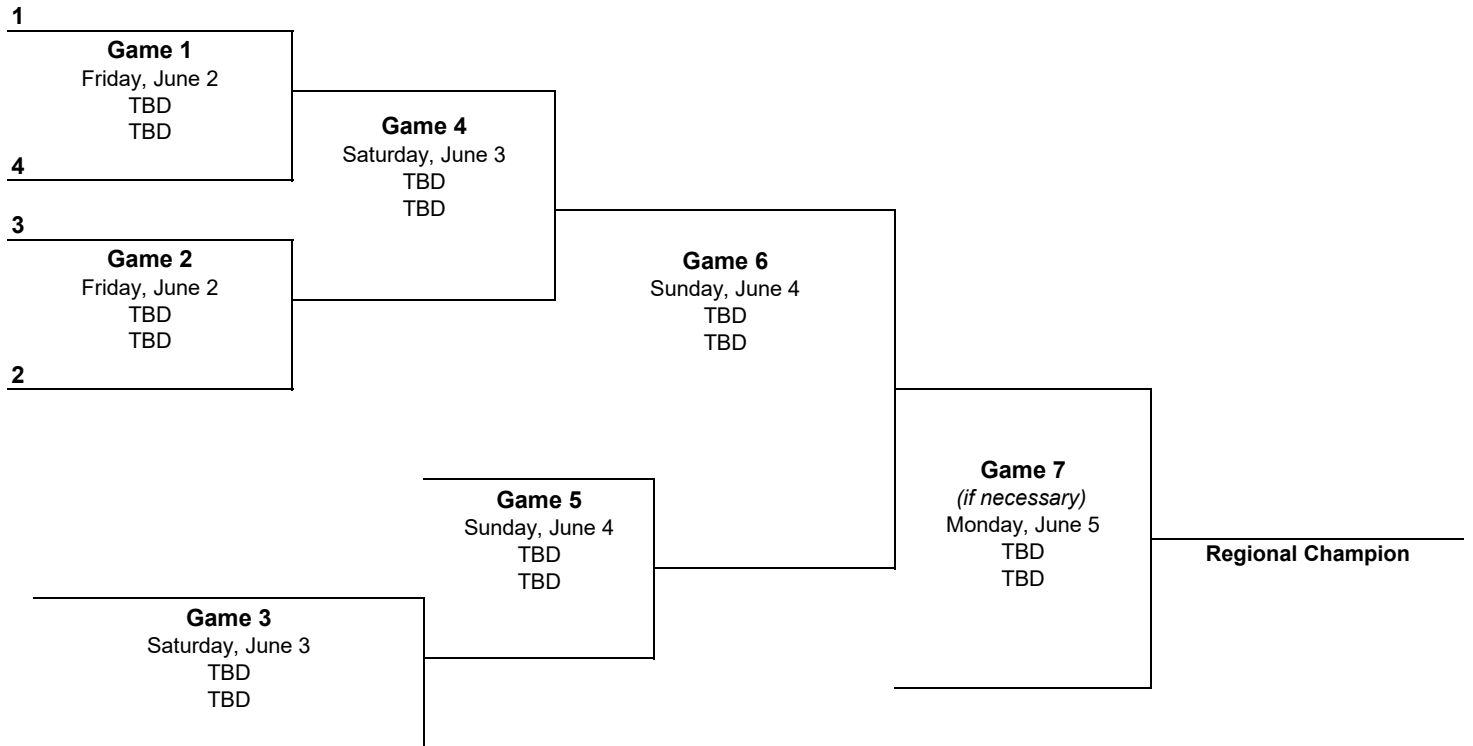 1
Game 1
Friday, June 2
TBD
TBD
4
3
Game 2
Friday, June 2
TBD
TBD
2
Game 4
Saturday, June 3
TBD
TBD
Game 6
Sunday, June 4
TBD
TBD
Game 5
Sunday, June 4
TBD
TBD
Game 3
Saturday, June 3
TBD
TBD
Game 7
(if necessary)
Monday, June 5
TBD
TBD
Regional Champion